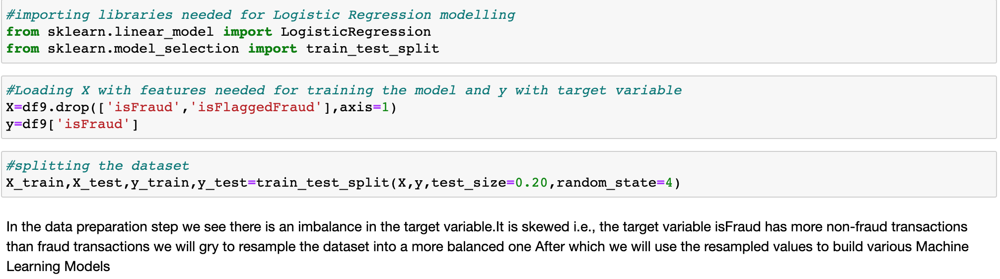 #importing libraries needed for Logistic Regression modelling
from sklearn.linear_model import LogisticRegression
from sklearn.model_selection import train_test_split
#Loading X with features needed for training the model and y with target variable
X=df9.drop(['isFraud','isFlaggedFraud'],axis=1)
y=df9['isFraud']
#splitting the dataset
X_train,X_test,y_train,y_test=train_test_split(X,y,test_size=0.20,random_state=4)
In the data preparation step we see there is an imbalance in the target variable.It is skewed i.e., the target variable isFraud has more non-fraud transactions
than fraud transactions we will gry to resample the dataset into a more balanced one After which we will use the resampled values to build various Machine
Learning Models